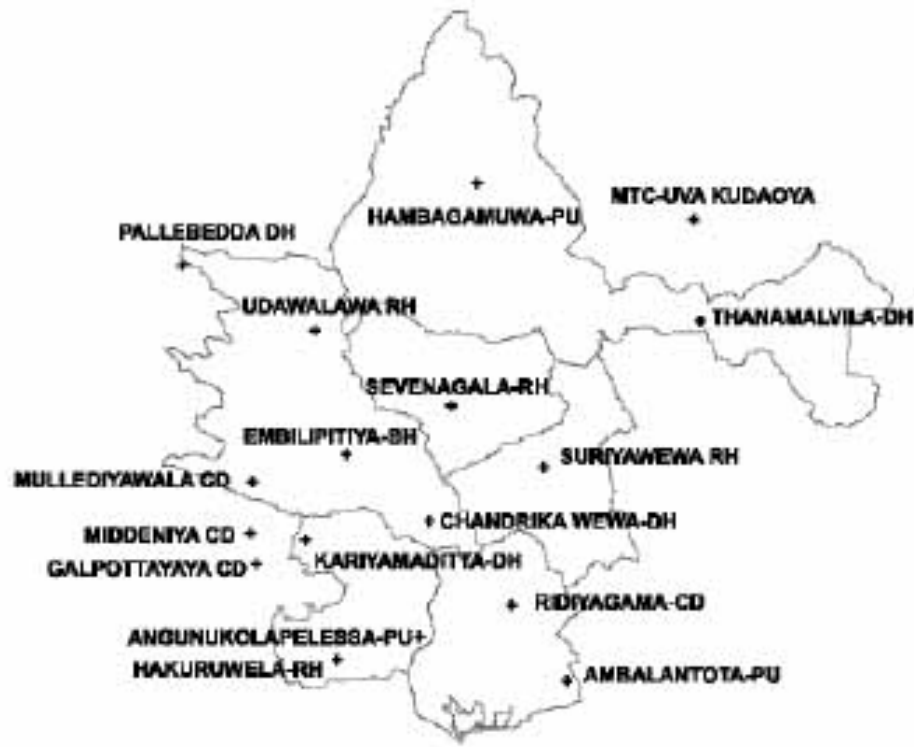 MTC-UVA KUDAOYA
HAMBAGAMUWA-PU
PALLEBEDDA DH
UDAWALAWA RH
THANAMALVILA-DH
SEVENAGALA-RH
EMBILIPITIYA-BH
SURIYAWEWA RH
MULLEDIYAWALA CD
CHANDRIKA WEWA-DH
MIDDENIYA CD
KARIYAMADITTA-DH
GALPOTTAYAYA CD
RIDIYAGAMA-CD
ANGUNUKOLAPELESSA-PU
HAKURUWELA-RH
AMBALANTOTA-PU